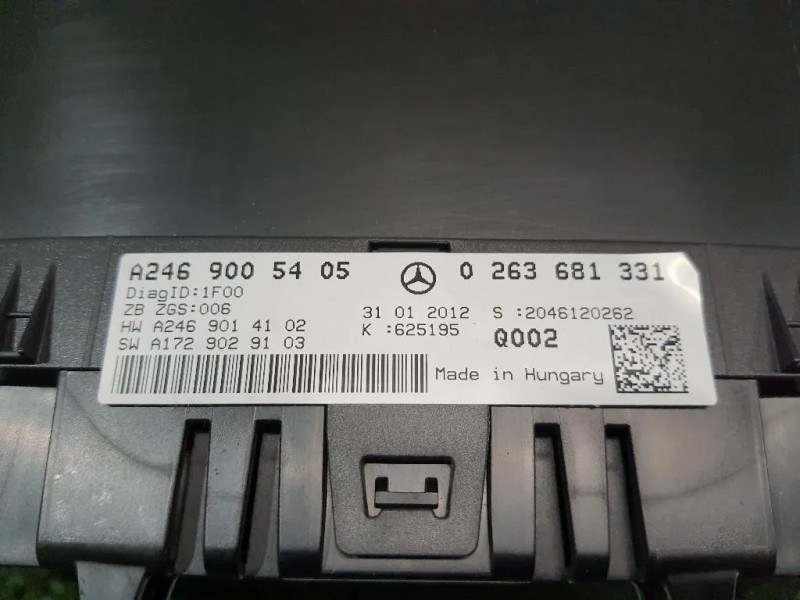 A246 900 54 05 0 263 681 331
DiagID:1F00
ZB ZGS:006 31 01 2012 S :2046120262
HW A246 901 41 02 K :625195 Q002
SW A172 902 91 03
Made in Hungary